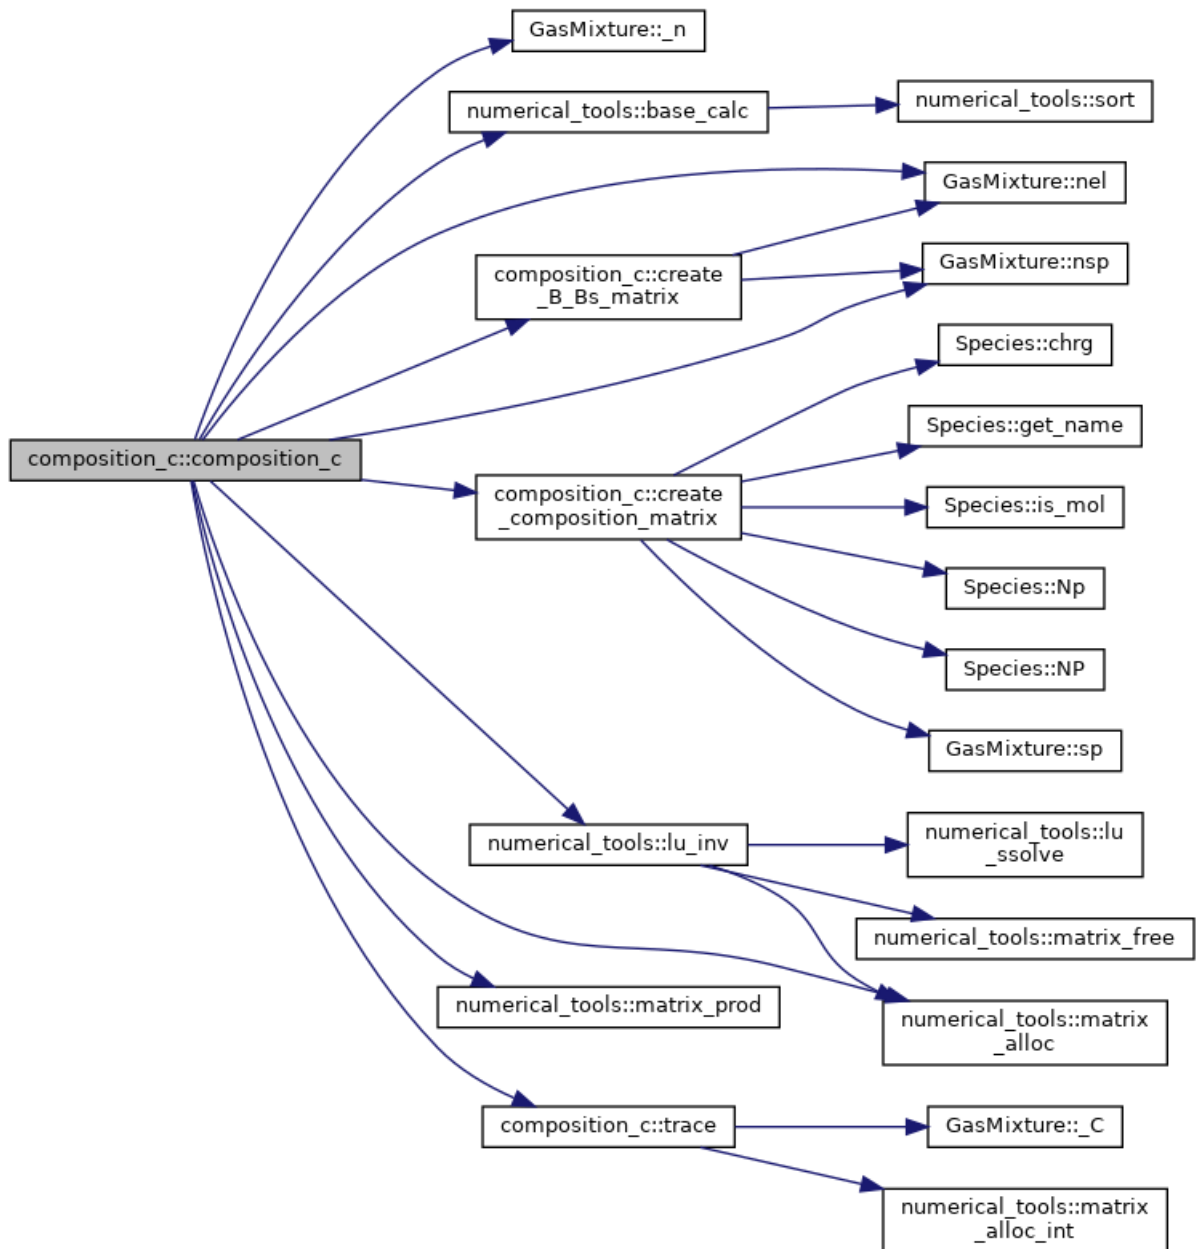 GasMixture::_n
numerical_tools::base_calc
numerical_tools::sort
GasMixture::nel
composition_c::create
_B_Bs_matrix
GasMixture::nsp
Species::chrg
Species::get_name
composition_c::composition_c
composition_c::create
_composition_matrix
Species::is_mol
Species::Np
Species::NP
GasMixture::sp
numerical_tools::lu_inv
numerical_tools::lu
_ssolve
numerical_tools::matrix_free
numerical_tools::matrix_prod
numerical_tools::matrix
_alloc
composition_c::trace
GasMixture::_C
numerical_tools::matrix
_alloc_int